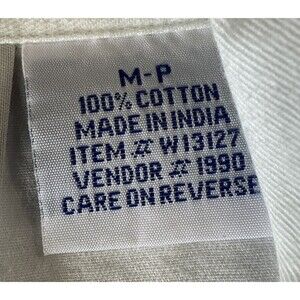 M-P
100% COTTON
MADE IN INDIA
ITEM # W13127
VENDOR # 1990
CARE ON REVERSE